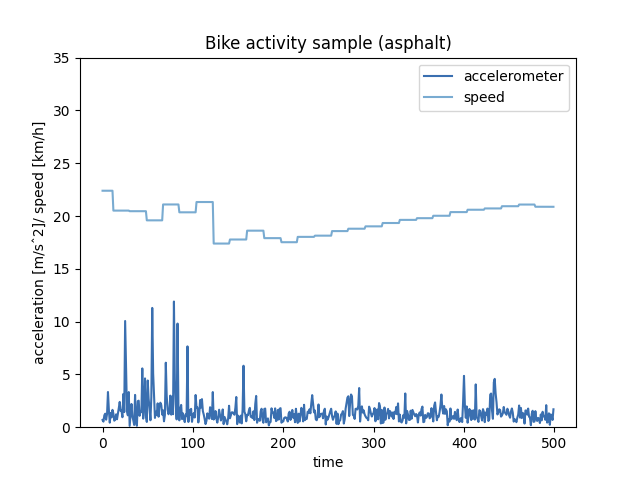 Bike activity sample (asphalt)
accelerometer
speed
acceleration [m/s^2]/ speed [km/h]
35
30
25
20
15
10
5
0
0 100 200 300 400 500
time